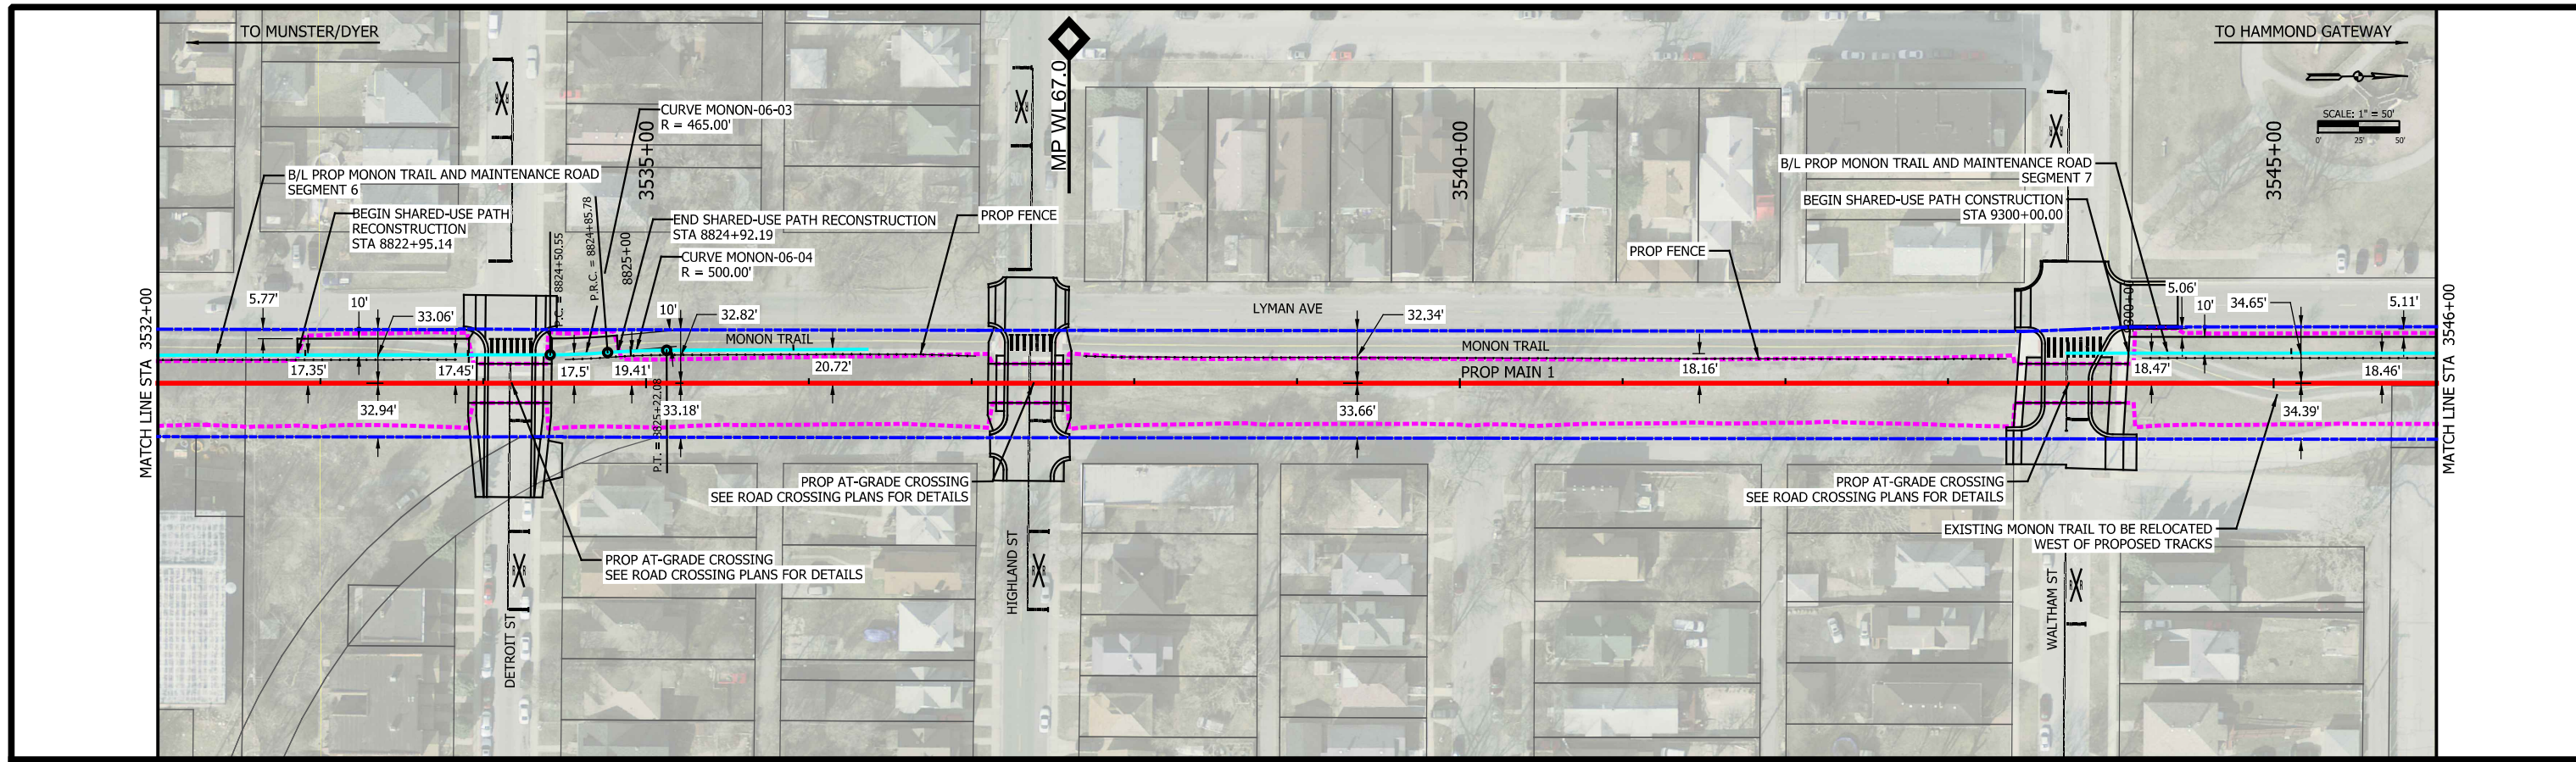 TO MUNSTER/DYER
TO HAMMOND GATEWAY
SCALE: 1" = 50'
0'
25'
50'
MP WL67.0
CURVE MONON-06-03
R = 465.00'
3535+00
3540+00
3545+00
B/L PROP MONON TRAIL AND MAINTENANCE ROAD
SEGMENT 6
BEGIN SHARED-USE PATH
RECONSTRUCTION
STA 8822+95.14
P.C. = 8824+50.55
P.R.C. = 8824+85.78
8825+00
END SHARED-USE PATH RECONSTRUCTION
STA 8824+92.19
CURVE MONON-06-04
R = 500.00'
PROP FENCE
PROP FENCE
B/L PROP MONON TRAIL AND MAINTENANCE ROAD
SEGMENT 7
BEGIN SHARED-USE PATH CONSTRUCTION
STA 9300+00.00
MATCH LINE STA 3532+00
MATCH LINE STA 3546+00
5.77'
10'
33.06'
10'
32.82'
LYMAN AVE
32.34'
5.06'
10'
34.65'
5.11'
MONON TRAIL
MONON TRAIL
17.35'
17.45'
17.5'
19.41'
20.72'
PROP MAIN 1
18.16'
18.47'
18.46'
32.94'
33.18'
33.66'
34.39'
P.T. = 8825+22.08
PROP AT-GRADE CROSSING
SEE ROAD CROSSING PLANS FOR DETAILS
PROP AT-GRADE CROSSING
SEE ROAD CROSSING PLANS FOR DETAILS
EXISTING MONON TRAIL TO BE RELOCATED
WEST OF PROPOSED TRACKS
PROP AT-GRADE CROSSING
SEE ROAD CROSSING PLANS FOR DETAILS
DETROIT ST
HIGHLAND ST
WALTHAM ST